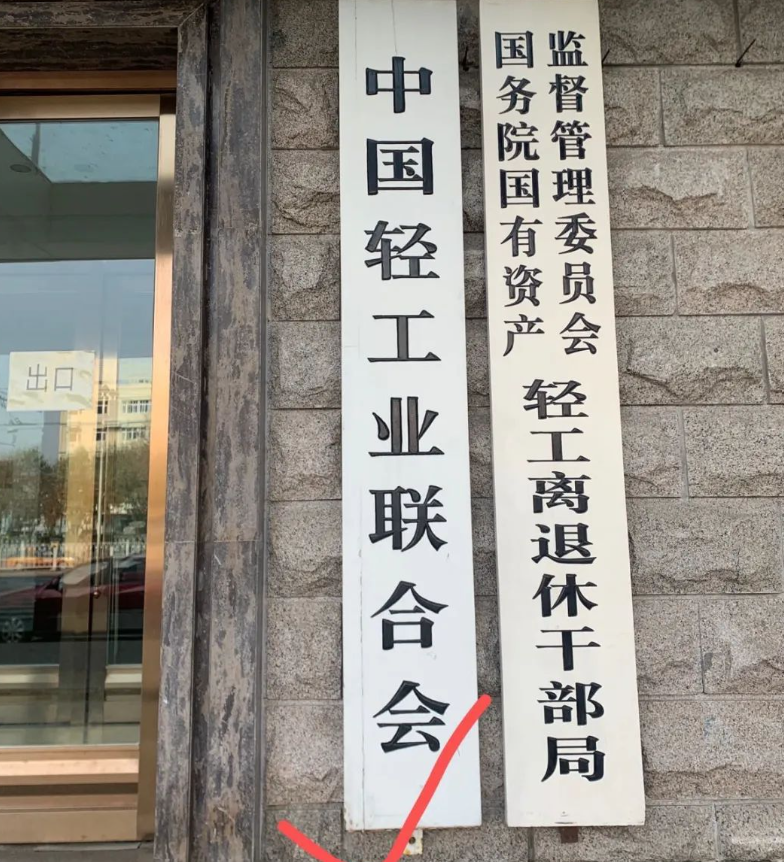 出口
中国轻工业联合会
国务院国有资产
监督管理委员会
轻工离退休干部局